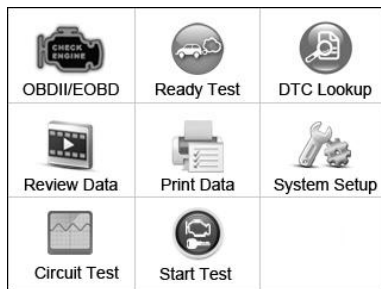 CHECK
ENGINE
OBDII/EOBD
Ready Test
DTC Lookup
Review Data
Print Data
System Setup
Circuit Test
Start Test